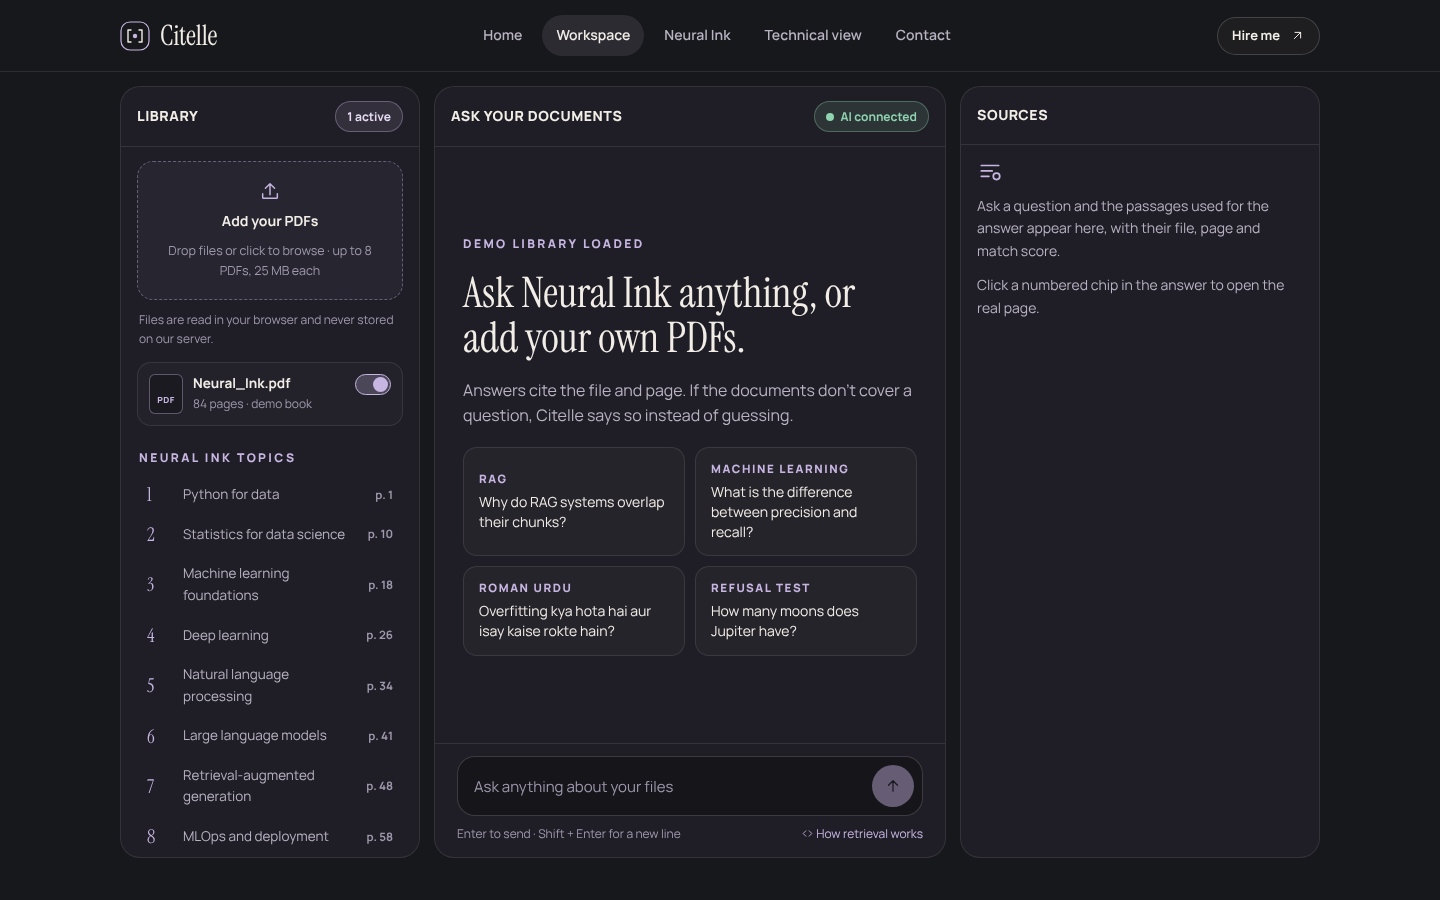 Citelle
Home
Workspace
Neural Ink
Technical view
Contact
Hire me
LIBRARY
1 active
Add your PDFs
Drop files or click to browse · up to 8
PDFs, 25 MB each
Files are read in your browser and never stored
on our server.
PDF
Neural_Ink.pdf
84 pages · demo book
NEURAL INK TOPICS
1 Python for data p. 1
2 Statistics for data science p. 10
3 Machine learning
foundations p. 18
4 Deep learning p. 26
5 Natural language
processing p. 34
6 Large language models p. 41
7 Retrieval-augmented
generation p. 48
8 MLOps and deployment p. 58
ASK YOUR DOCUMENTS
AI connected
DEMO LIBRARY LOADED
Ask Neural Ink anything, or
add your own PDFs.
Answers cite the file and page. If the documents don't cover a
question, Citelle says so instead of guessing.
RAG
Why do RAG systems overlap
their chunks?
MACHINE LEARNING
What is the difference
between precision and
recall?
ROMAN URDU
Overfitting kya hota hai aur
isay kaise rokte hain?
REFUSAL TEST
How many moons does
Jupiter have?
Ask anything about your files
Enter to send · Shift + Enter for a new line
<> How retrieval works
SOURCES
Ask a question and the passages used for the
answer appear here, with their file, page and
match score.
Click a numbered chip in the answer to open the
real page.